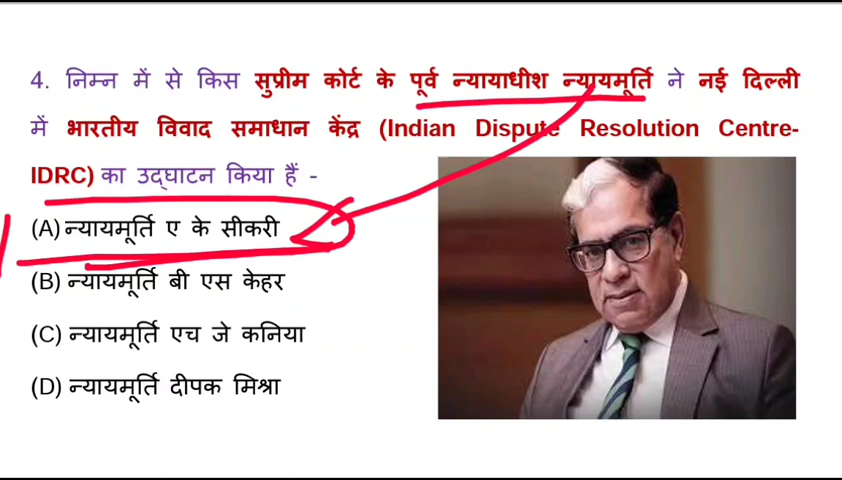 4. निम्न में से किस सुप्रीम कोर्ट के पूर्व न्यायाधीश न्यायमूर्ति ने नई दिल्ली
में भारतीय विवाद समाधान केंद्र (Indian Dispute Resolution Centre-
IDRC) का उद्घाटन किया हैं -
(A) न्यायमूर्ति ए के सीकरी
(B) न्यायमूर्ति बी एस केहर
(C) न्यायमूर्ति एच जे कनिया
(D) न्यायमूर्ति दीपक मिश्रा